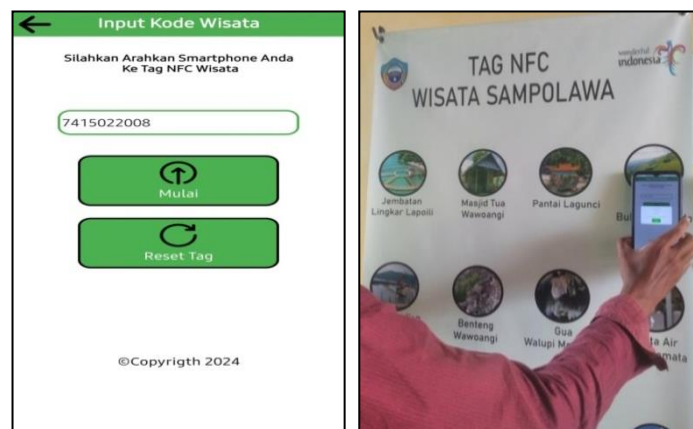 Input Kode Wisata
Silahkan Arahkan Smartphone Anda
Ke Tag NFC Wisata
7415022008
Mulai
Reset Tag
©Copyrigth 2024
wonderful
indonesia
TAG NFC
WISATA SAMPOLAWA
Jembatan
Lingkar Lapoili
Masjid Tua
Wawoangi
Pantai Lagunci
Benteng
Wawoangi
Gua
Walupi
Air